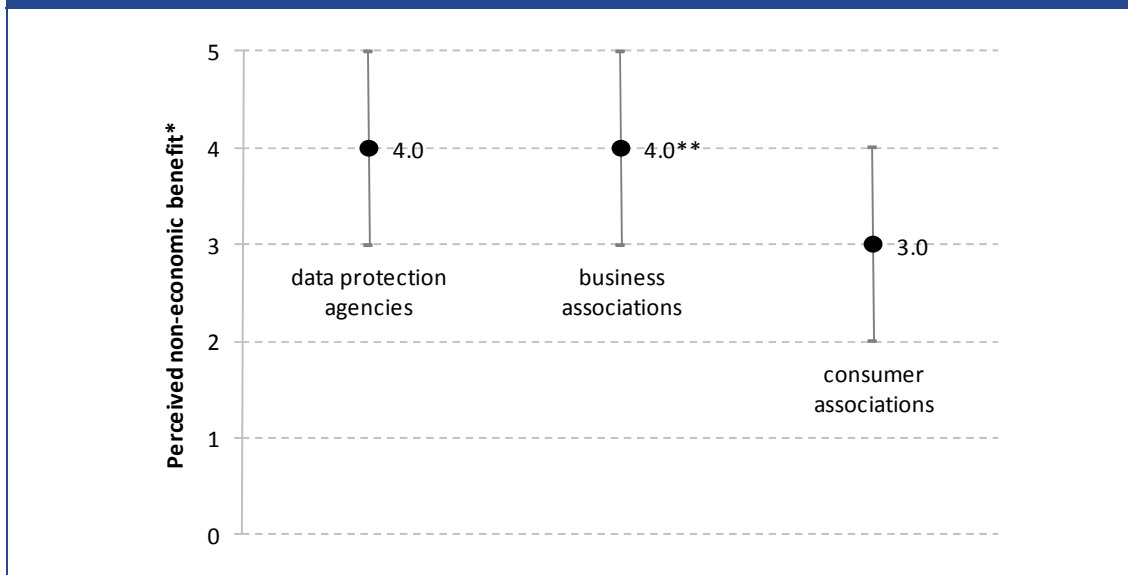 Perceived non-economic benefit*
5
4
3
2
1
0
4.0
4.0**
3.0
data protection
agencies
business
associations
consumer
associations